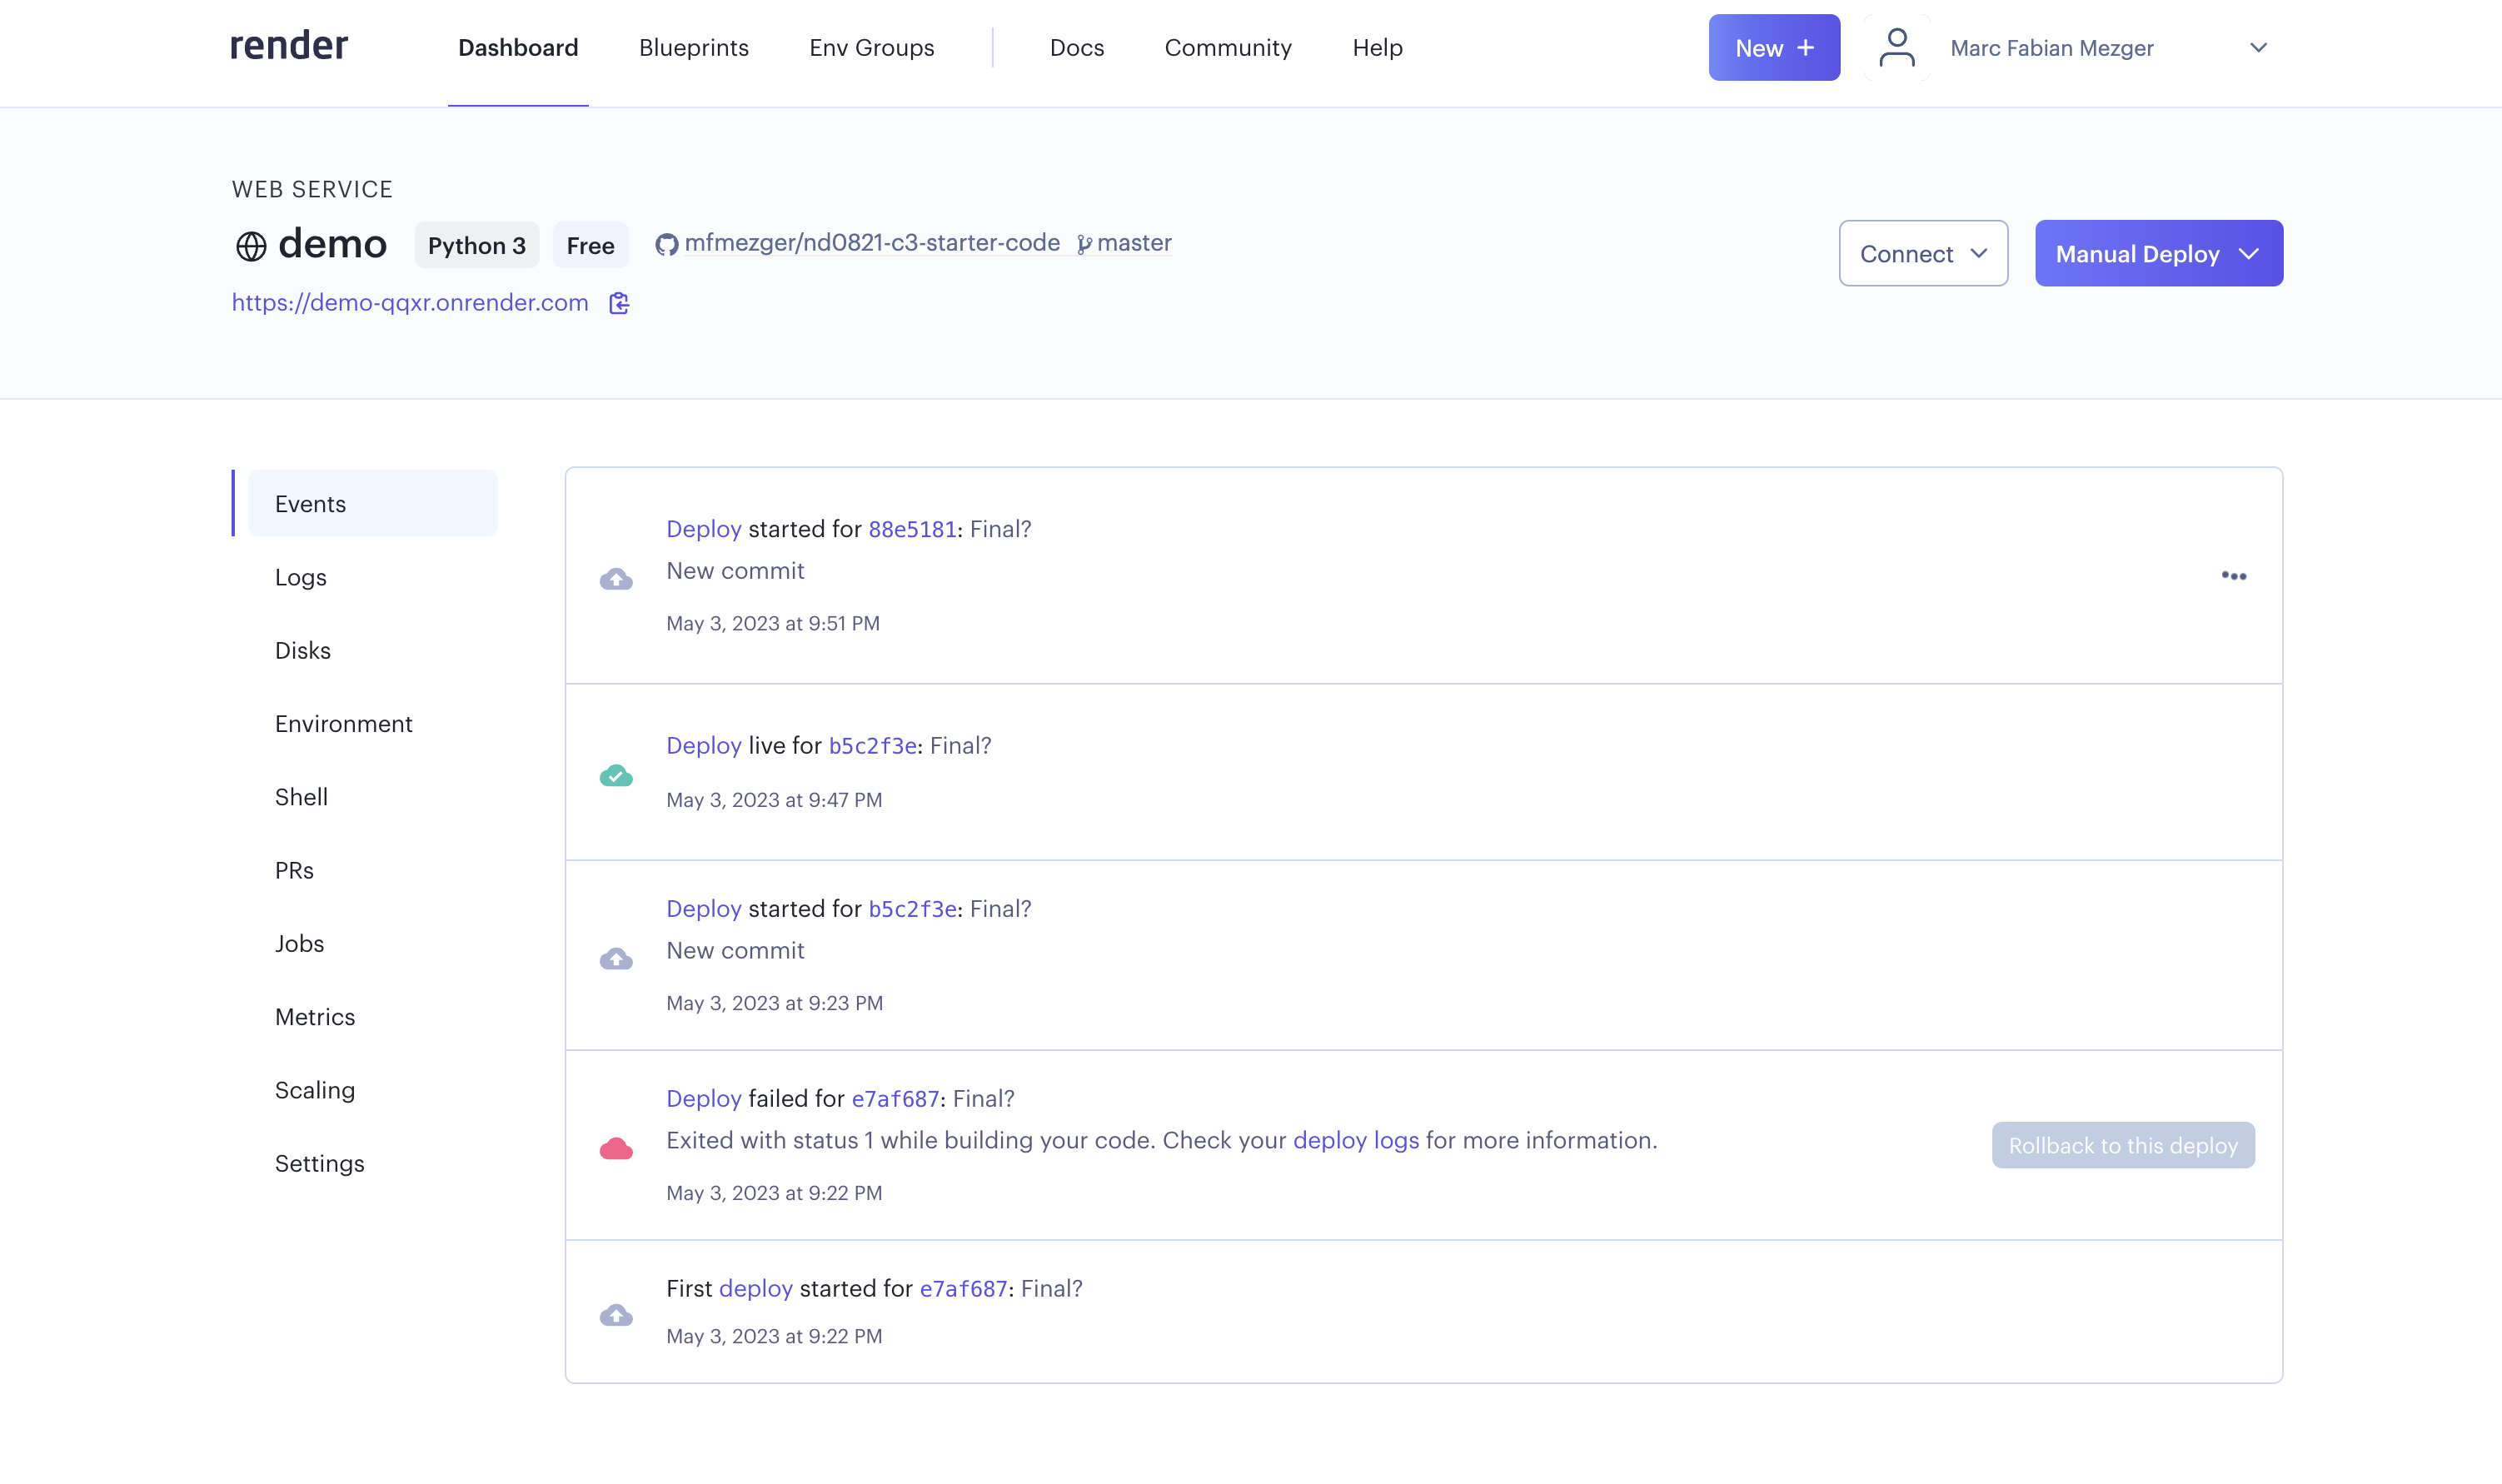 render Dashboard Blueprints Env Groups Docs Community Help New + Marc Fabian Mezger
WEB SERVICE
demo Python 3 Free mfmezger/nd0821-c3-starter-code master
Connect Manual Deploy
https://demo-qqxr.onrender.com
Events
Logs
Disks
Environment
Shell
PRs
Jobs
Metrics
Scaling
Settings
Deploy started for 88e5181: Final?
New commit
May 3, 2023 at 9:51 PM
Deploy live for b5c2f3e: Final?
May 3, 2023 at 9:47 PM
Deploy started for b5c2f3e: Final?
New commit
May 3, 2023 at 9:23 PM
Deploy failed for e7af687: Final?
Exited with status 1 while building your code. Check your deploy logs for more information.
Rollback to this deploy
May 3, 2023 at 9:22 PM
First deploy started for e7af687: Final?
May 3, 2023 at 9:22 PM